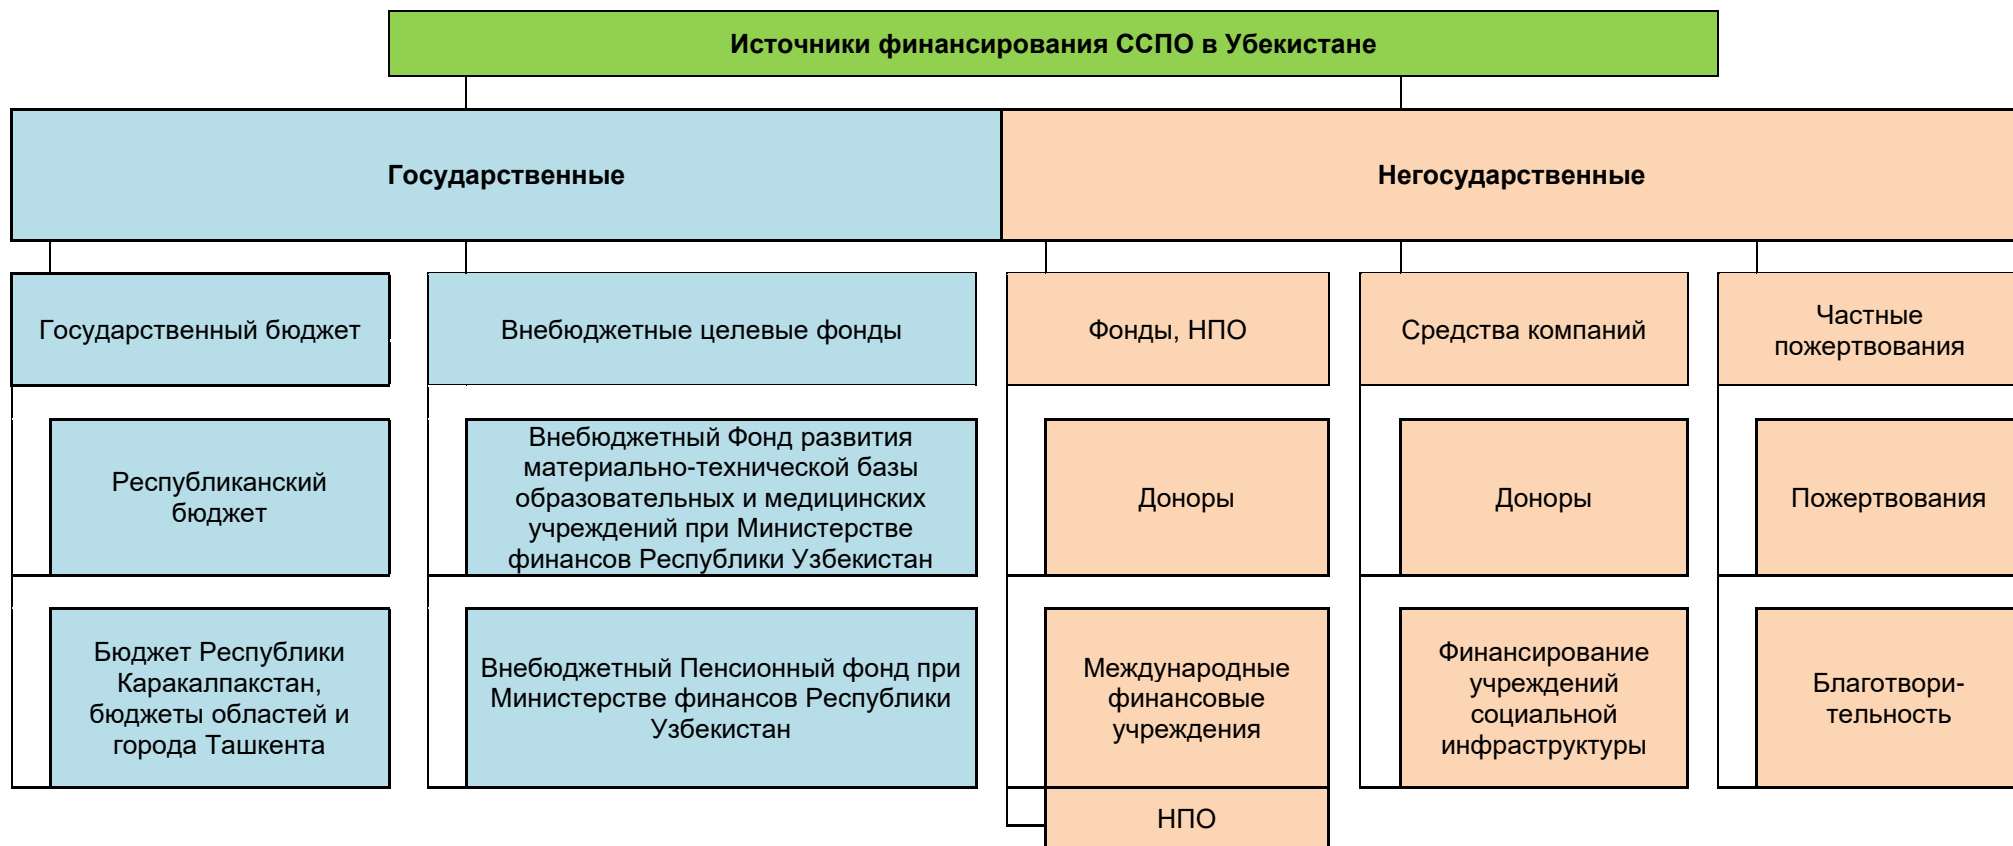 Источники финансирования ССПО в Убекистане
Государственные
Негосударственные
Государственный бюджет
Внебюджетные целевые фонды
Фонды, НПО
Средства компаний
Частные
пожертвования
Республиканский
бюджет
Внебюджетный Фонд развития
материально-технической базы
образовательных и медицинских
учреждений при Министерстве
финансов Республики Узбекистан
Доноры
Доноры
Пожертвования
Бюджет Республики
Каракалпакстан,
бюджеты областей и
города Ташкента
Внебюджетный Пенсионный фонд при
Министерстве финансов Республики
Узбекистан
Международные
финансовые
учреждения
Финансирование
учреждений
социальной
инфраструктуры
Благотвори-
тельность
НПО